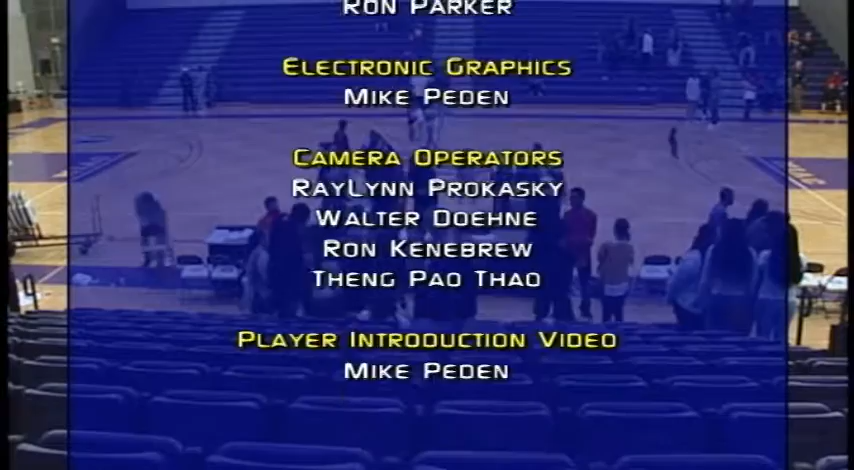 RON PARKER
ELECTRONIC GRAPHICS
MIKE PEDEN
CAMERA OPERATORS
RAYLYNN PROKASKY
WALTER DOEHNE
RON KENEBREW
THENG PAO THAO
PLAYER INTRODUCTION VIDEO
MIKE PEDEN